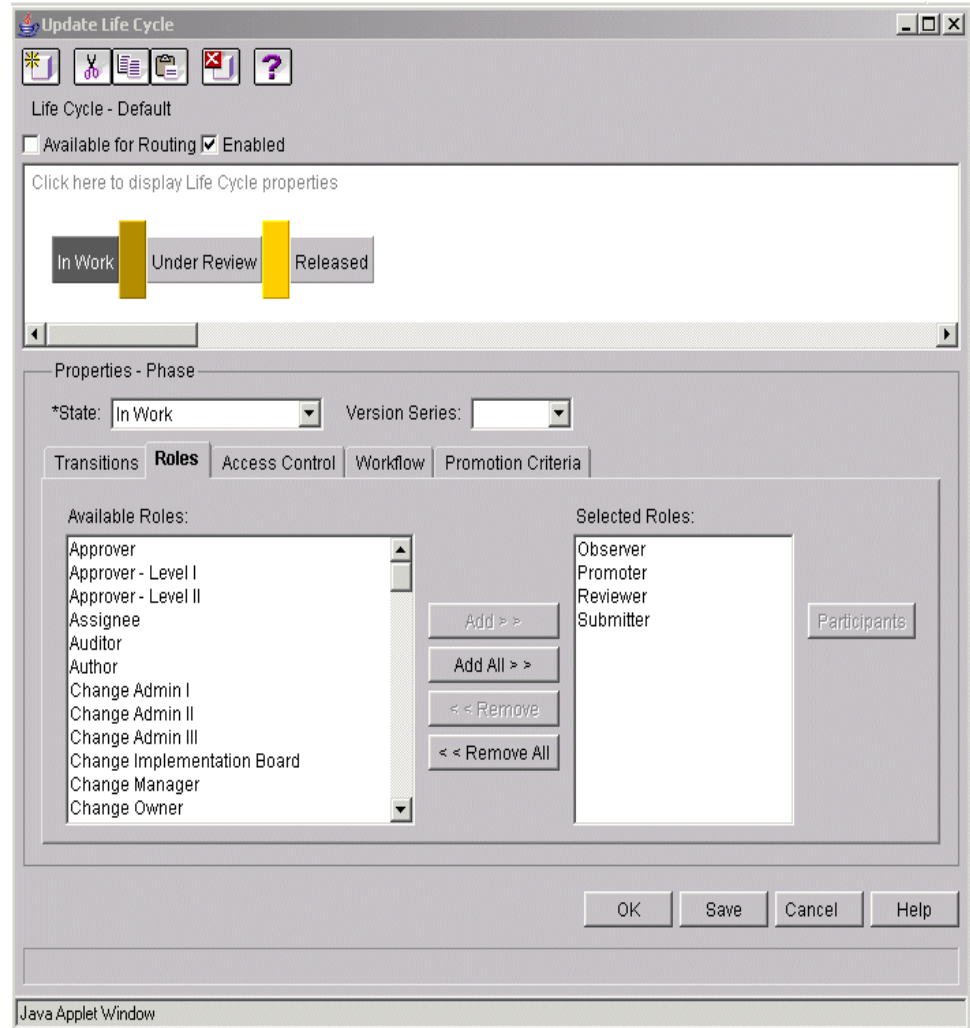 Update Life Cycle
Life Cycle - Default
Available for Routing Enabled
Click here to display Life Cycle properties
In Work Under Review Released
Properties - Phase
*State: In Work Version Series:
Transitions Roles Access Control Workflow Promotion Criteria
Available Roles: Selected Roles:
Approver
Approver - Level I
Approver - Level II
Assignee
Auditor
Author
Change Admin I
Change Admin II
Change Admin III
Change Implementation Board
Change Manager
Change Owner
Add > >
Add All > >
< < Remove
< < Remove All
Observer
Promoter
Reviewer
Submitter
Participants
OK Save Cancel Help
Java Applet Window